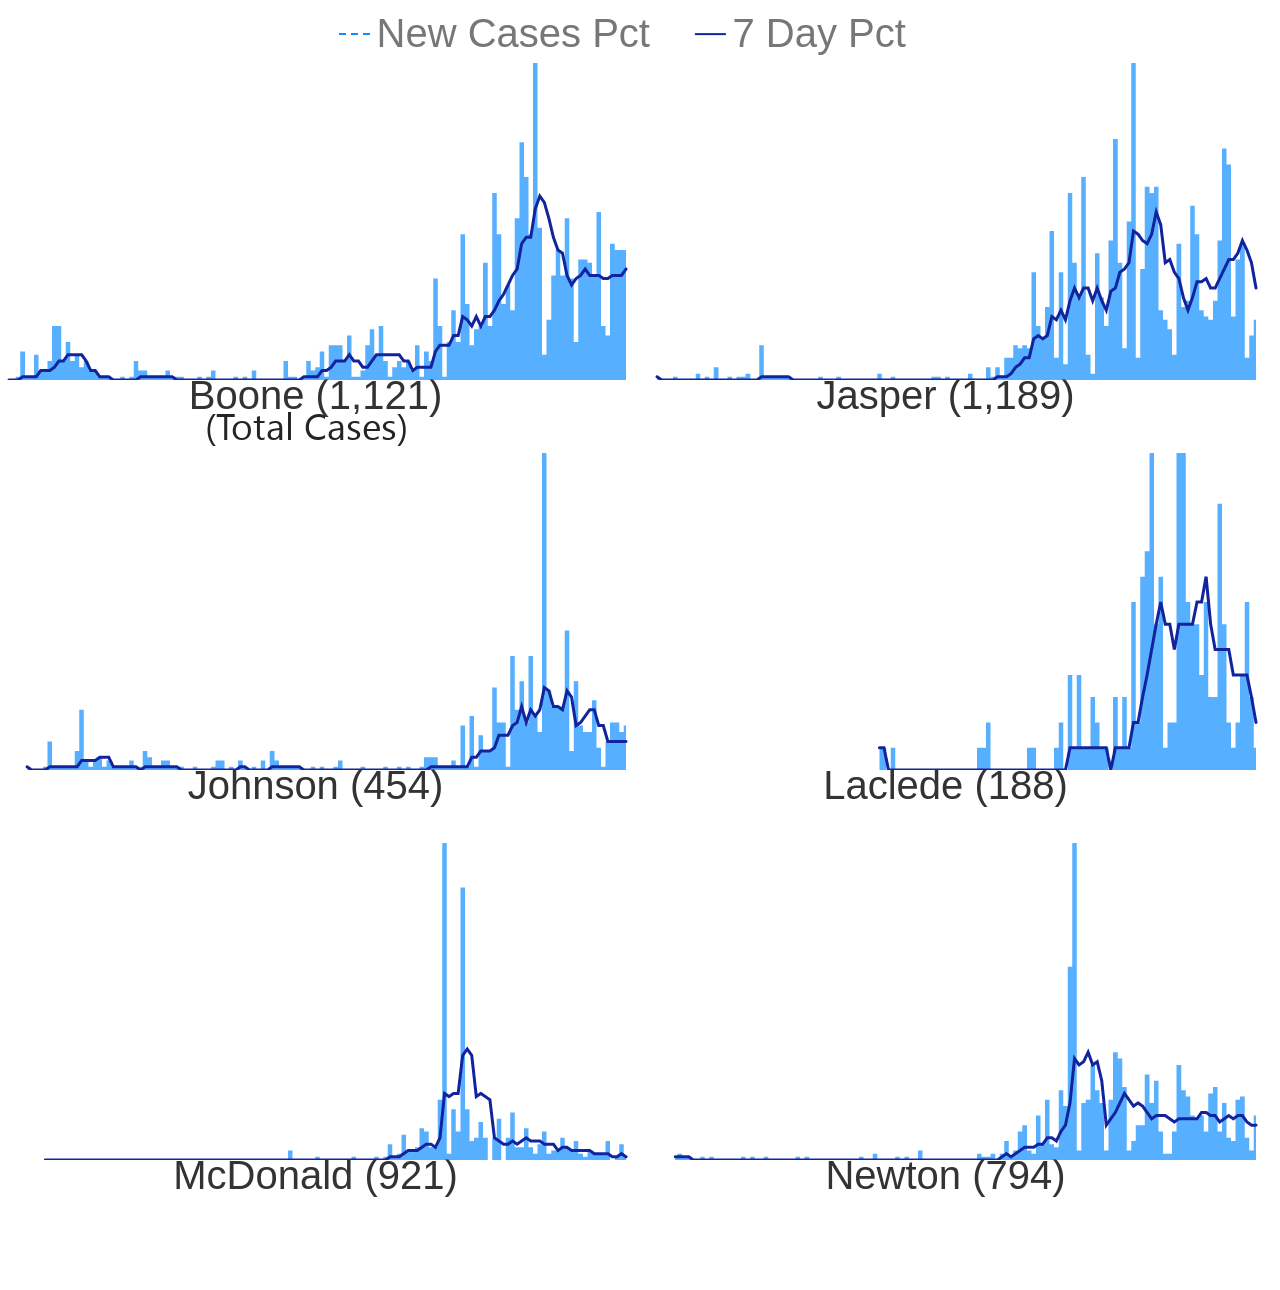 New Cases Pct 7 Day Pct
Boone (1,121) Jasper (1,189)
(Total Cases)
Johnson (454) Laclede (188)
McDonald (921) Newton (794)